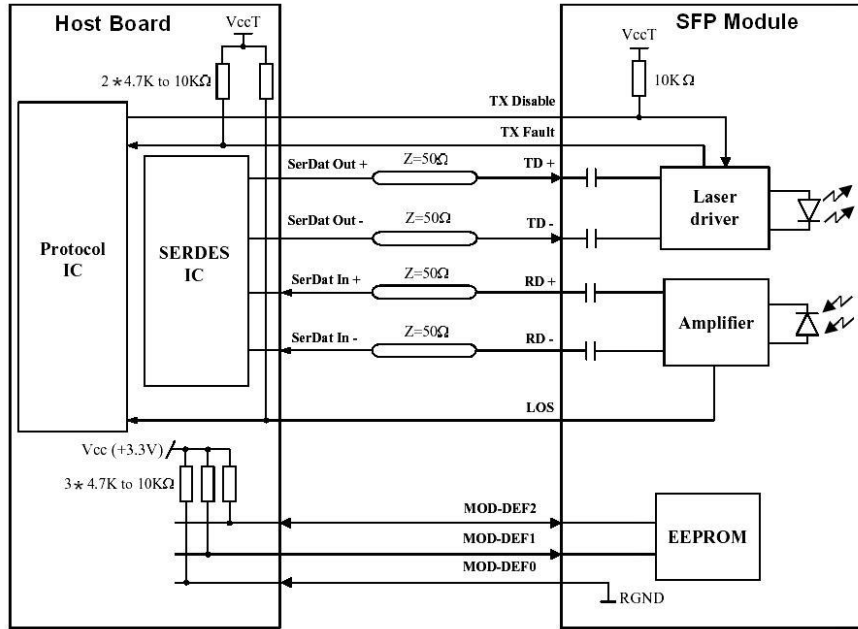 Host Board
SFP Module
VccT
VccT
2*4.7K to 10KΩ
10KΩ
TX Disable
TX Fault
SerDat Out +
Z=50Ω
TD +
SerDat Out -
Z=50Ω
TD -
Laser
driver
Protocol
IC
SERDES
IC
SerDat In +
Z=50Ω
RD +
SerDat In -
Z=50Ω
RD -
Amplifier
LOS
Vcc (+3.3V)
3* 4.7K to 10KΩ
MOD-DEF2
MOD-DEF1
MOD-DEF0
EEPROM
RGND